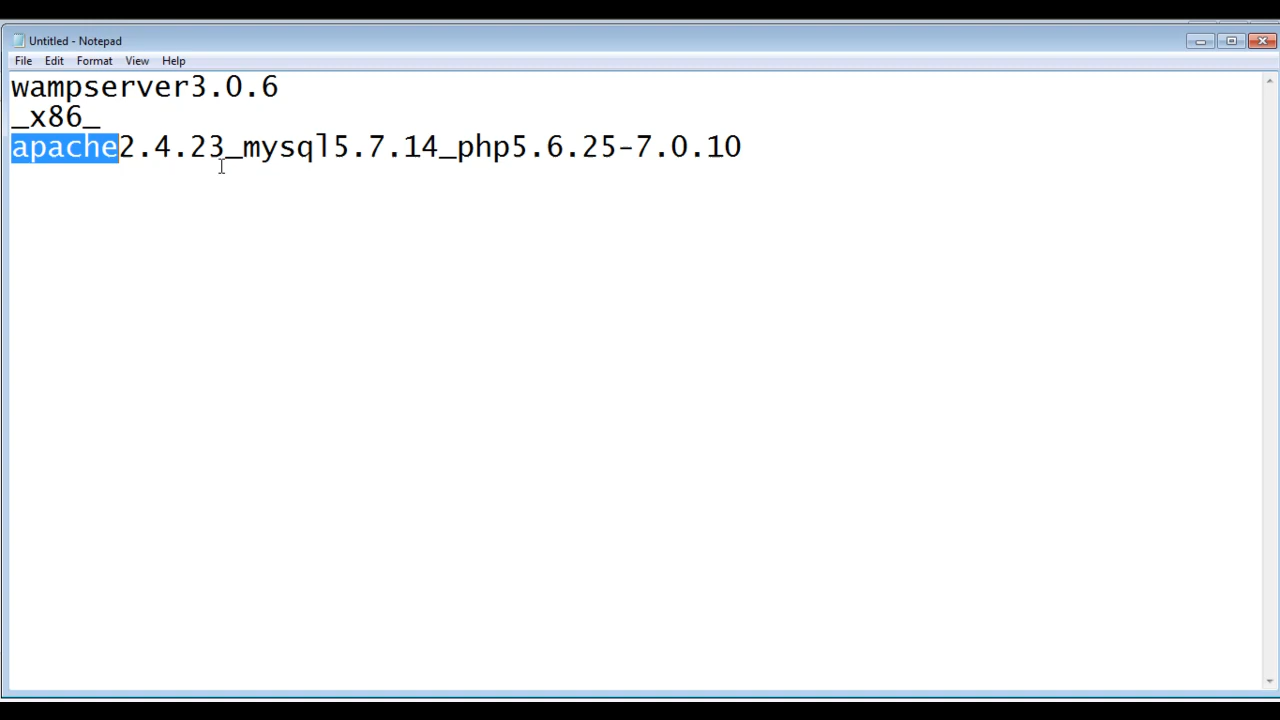 Untitled - Notepad
File Edit Format View Help
wampserver3.0.6
_x86_
apache2.4.23_mysql5.7.14_php5.6.25-7.0.10